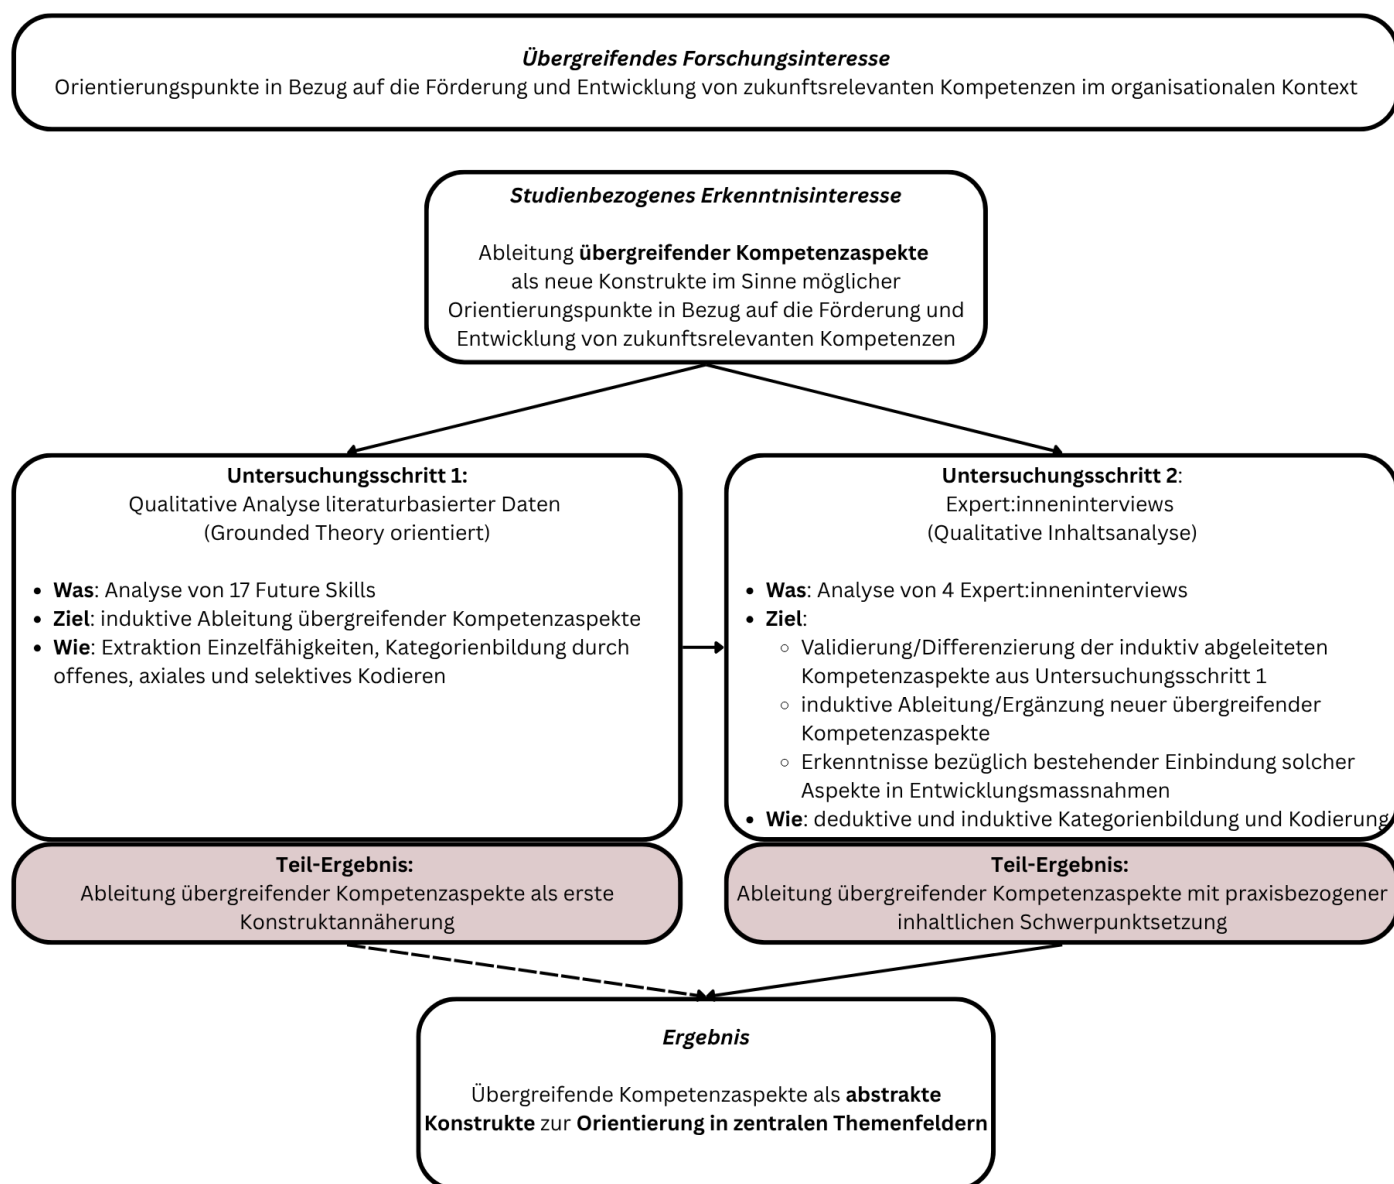 Übergreifendes Forschungsinteresse
Orientierungspunkte in Bezug auf die Förderung und Entwicklung von zukunftsrelevanten Kompetenzen im organisationalen Kontext
Studienbezogenes Erkenntnisinteresse
Ableitung übergreifender Kompetenzaspekte
als neue Konstrukte im Sinne möglicher
Orientierungspunkte in Bezug auf die Förderung und
Entwicklung von zukunftsrelevanten Kompetenzen
Untersuchungsschritt 1:
Qualitative Analyse literaturbasierter Daten
(Grounded Theory orientiert)
• Was: Analyse von 17 Future Skills
• Ziel: induktive Ableitung übergreifender Kompetenzaspekte
• Wie: Extraktion Einzelfähigkeiten, Kategorienbildung durch
offenes, axiales und selektives Kodieren
Teil-Ergebnis:
Ableitung übergreifender Kompetenzaspekte als erste
Konstruktannäherung
Untersuchungsschritt 2:
Expert:inneninterviews
(Qualitative Inhaltsanalyse)
• Was: Analyse von 4 Expert:inneninterviews
• Ziel:
◦ Validierung/Differenzierung der induktiv abgeleiteten
Kompetenzaspekte aus Untersuchungsschritt 1
◦ induktive Ableitung/Ergänzung neuer übergreifender
Kompetenzaspekte
◦ Erkenntnisse bezüglich bestehender Einbindung solcher
Aspekte in Entwicklungsmassnahmen
• Wie: deduktive und induktive Kategorienbildung und Kodierung
Teil-Ergebnis:
Ableitung übergreifender Kompetenzaspekte mit praxisbezogener
inhaltlichen Schwerpunktsetzung
Ergebnis
Übergreifende Kompetenzaspekte als abstrakte
Konstrukte zur Orientierung in zentralen Themenfeldern